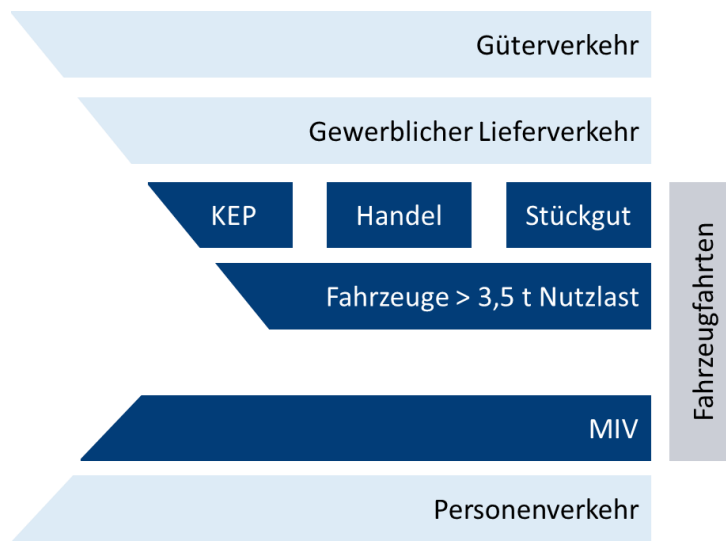 Güterverkehr
Gewerblicher Lieferverkehr
KEP
Handel
Stückgut
Fahrzeuge > 3,5 t Nutzlast
MIV
Personenverkehr
Fahrzeugfahrten